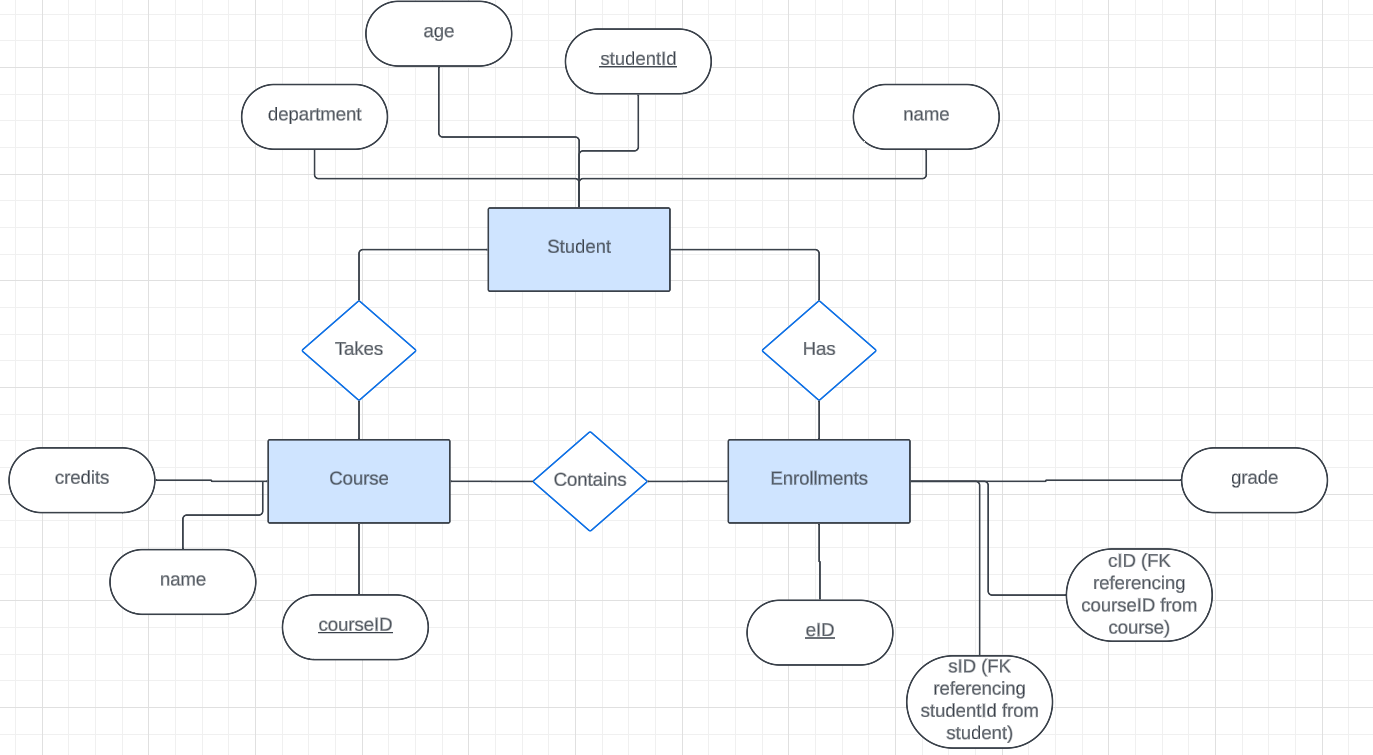 age
studentId
department
name
Student
Takes
Has
credits
Course
Contains
Enrollments
grade
name
courseID
eID
cID (FK
referencing
courseID from
course)
sID (FK
referencing
studentId from
student)